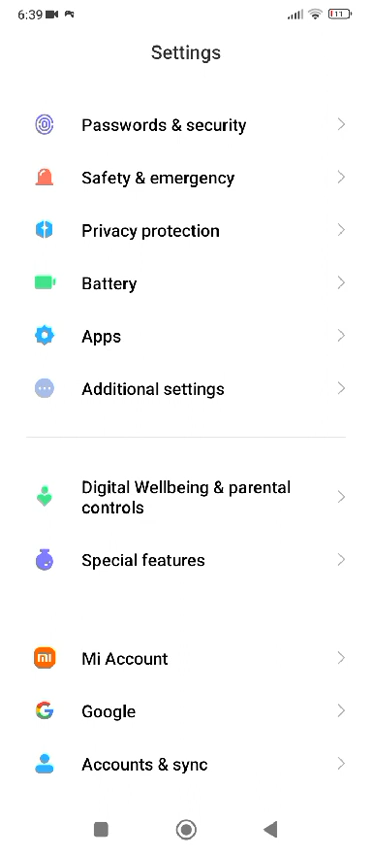 6:39
Settings
Passwords & security
Safety & emergency
Privacy protection
Battery
Apps
Additional settings
Digital Wellbeing & parental
controls
Special features
Mi Account
Google
Accounts & sync